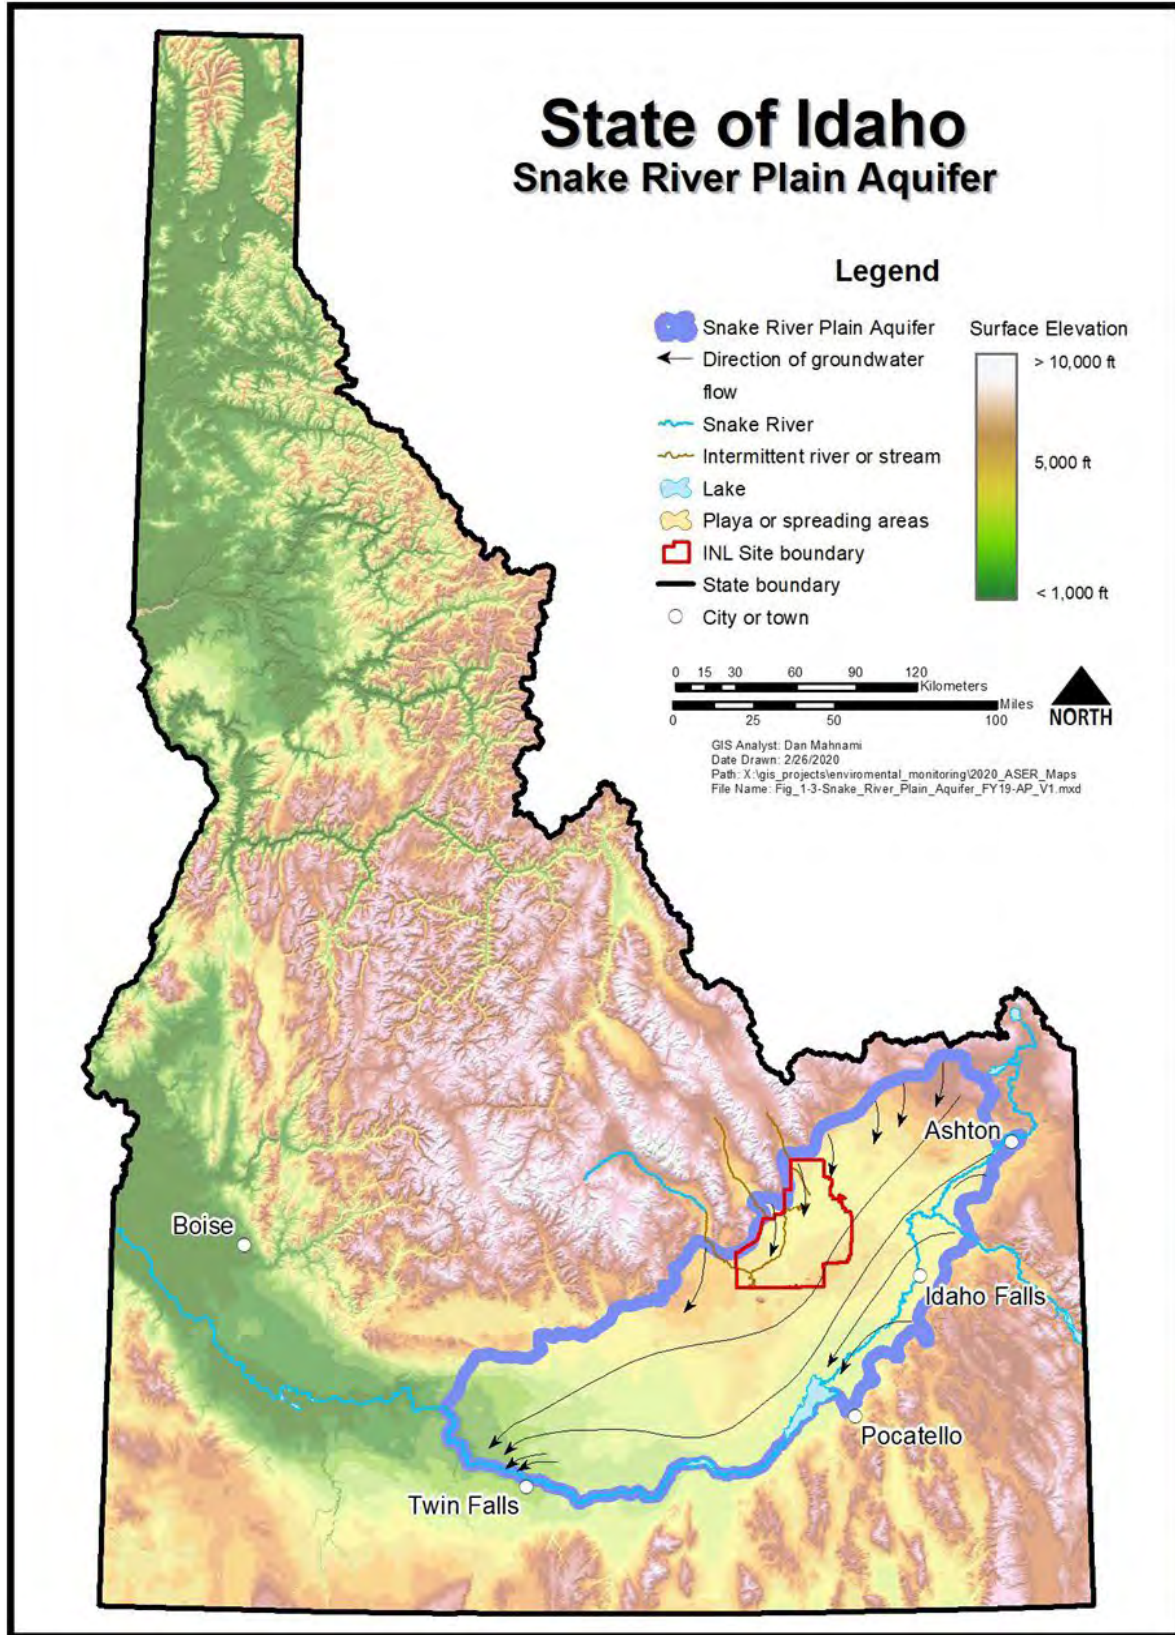 State of Idaho
Snake River Plain Aquifer
Legend
Snake River Plain Aquifer
Direction of groundwater
flow
Snake River
Intermittent river or stream
Lake
Playa or spreading areas
INL Site boundary
State boundary
City or town
Surface Elevation
> 10,000 ft
5,000 ft
< 1,000 ft
0 15 30 60 90 120
Kilometers
Miles
0 25 50 100
NORTH
GIS Analyst: Dan Mahnami
Date Drawn: 2/26/2020
Path: X:\gis_projects\enviromental_monitoring\2020_ASER_Maps
File Name: Fig_1-3-Snake_River_Plain_Aquifer_FY19-AP_V1.mxd
Ashton
Boise
Idaho Falls
Pocatello
Twin Falls